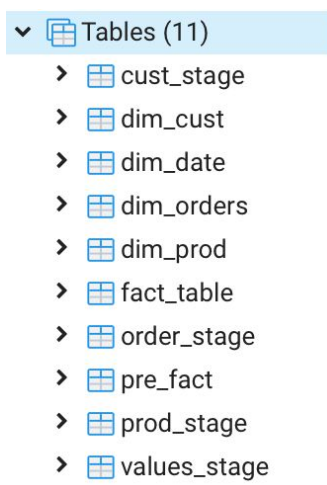 Tables (11)
cust_stage
dim_cust
dim_date
dim_orders
dim_prod
fact_table
order_stage
pre_fact
prod_stage
values_stage